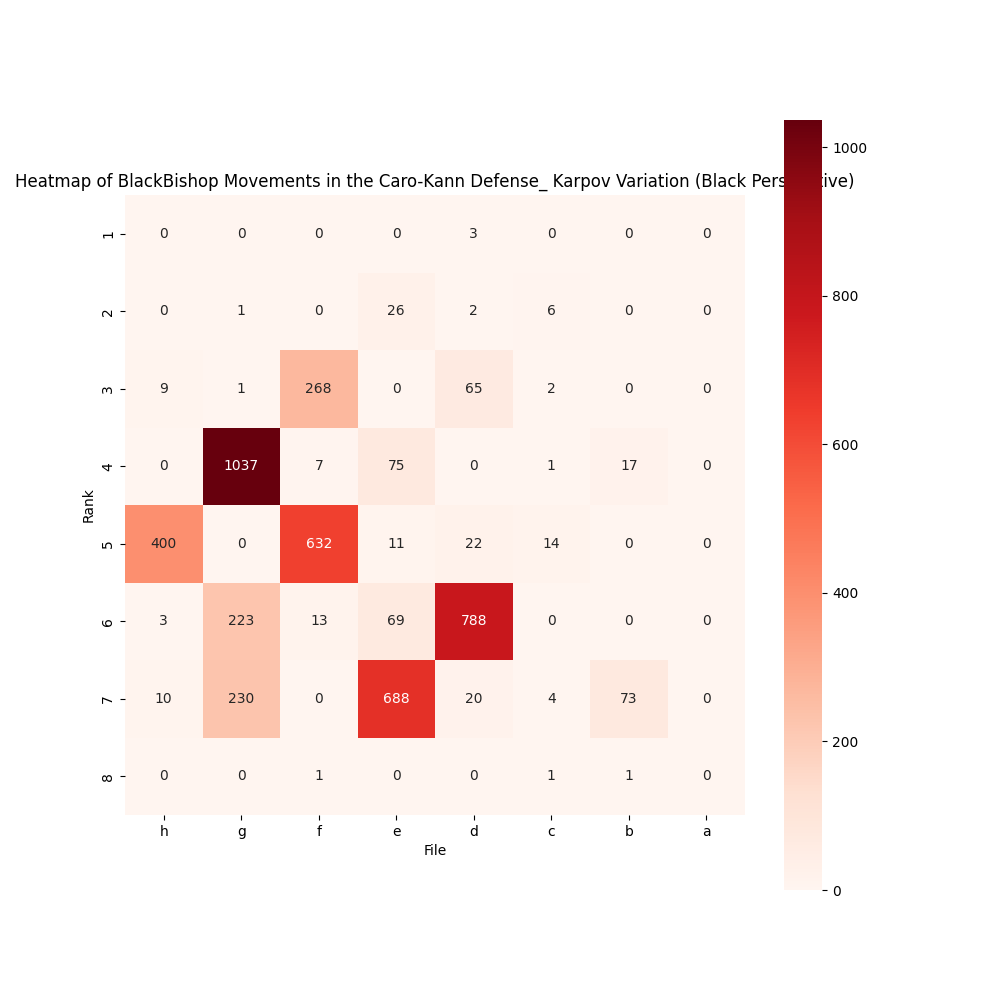 Heatmap of BlackBishop Movements in the Caro-Kann Defense_ Karpov Variation (Black Perspective)
1 0 0 0 0 3 0 0 0
2 0 1 0 26 2 6 0 0
3 9 1 268 0 65 2 0 0
4 0 1037 7 75 0 1 17 0
5 400 0 632 11 22 14 0 0
6 3 223 13 69 788 0 0 0
7 10 230 0 688 20 4 73 0
8 0 0 1 0 0 1 1 0
h g f e d c b a
File
Rank
1000
800
600
400
200
0